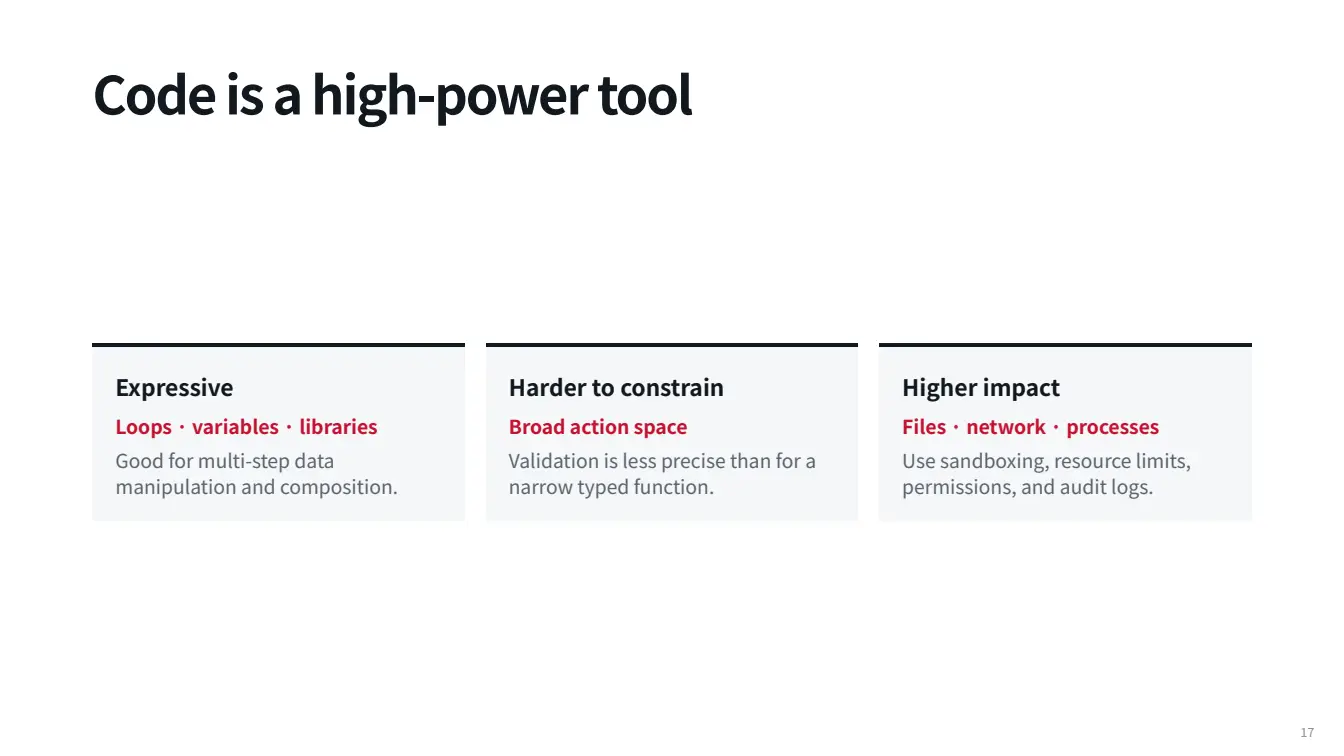 Code is a high-power tool
Expressive
Loops · variables · libraries
Good for multi-step data
manipulation and composition.
Harder to constrain
Broad action space
Validation is less precise than for a
narrow typed function.
Higher impact
Files · network · processes
Use sandboxing, resource limits,
permissions, and audit logs.
17